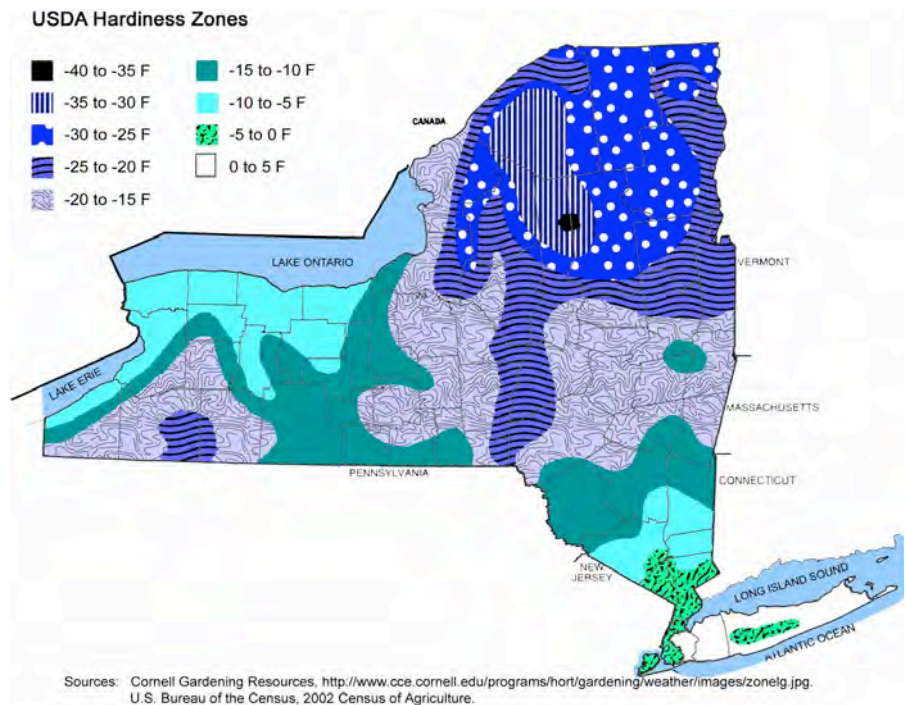 USDA Hardiness Zones
-40 to -35 F
-35 to -30 F
-30 to -25 F
-25 to -20 F
-20 to -15 F
-15 to -10 F
-10 to -5 F
-5 to 0 F
0 to 5 F
CANADA
LAKE ONTARIO
VERMONT
LAKE ERIE
MASSACHUSETTS
PENNSYLVANIA
CONNECTICUT
NEW
JERSEY
LONG ISLAND SOUND
ATLANTIC OCEAN
Sources: Cornell Gardening Resources, http://www.cce.cornell.edu/programs/hort/gardening/weather/images/zonelg.jpg.
U.S. Bureau of the Census, 2002 Census of Agriculture.